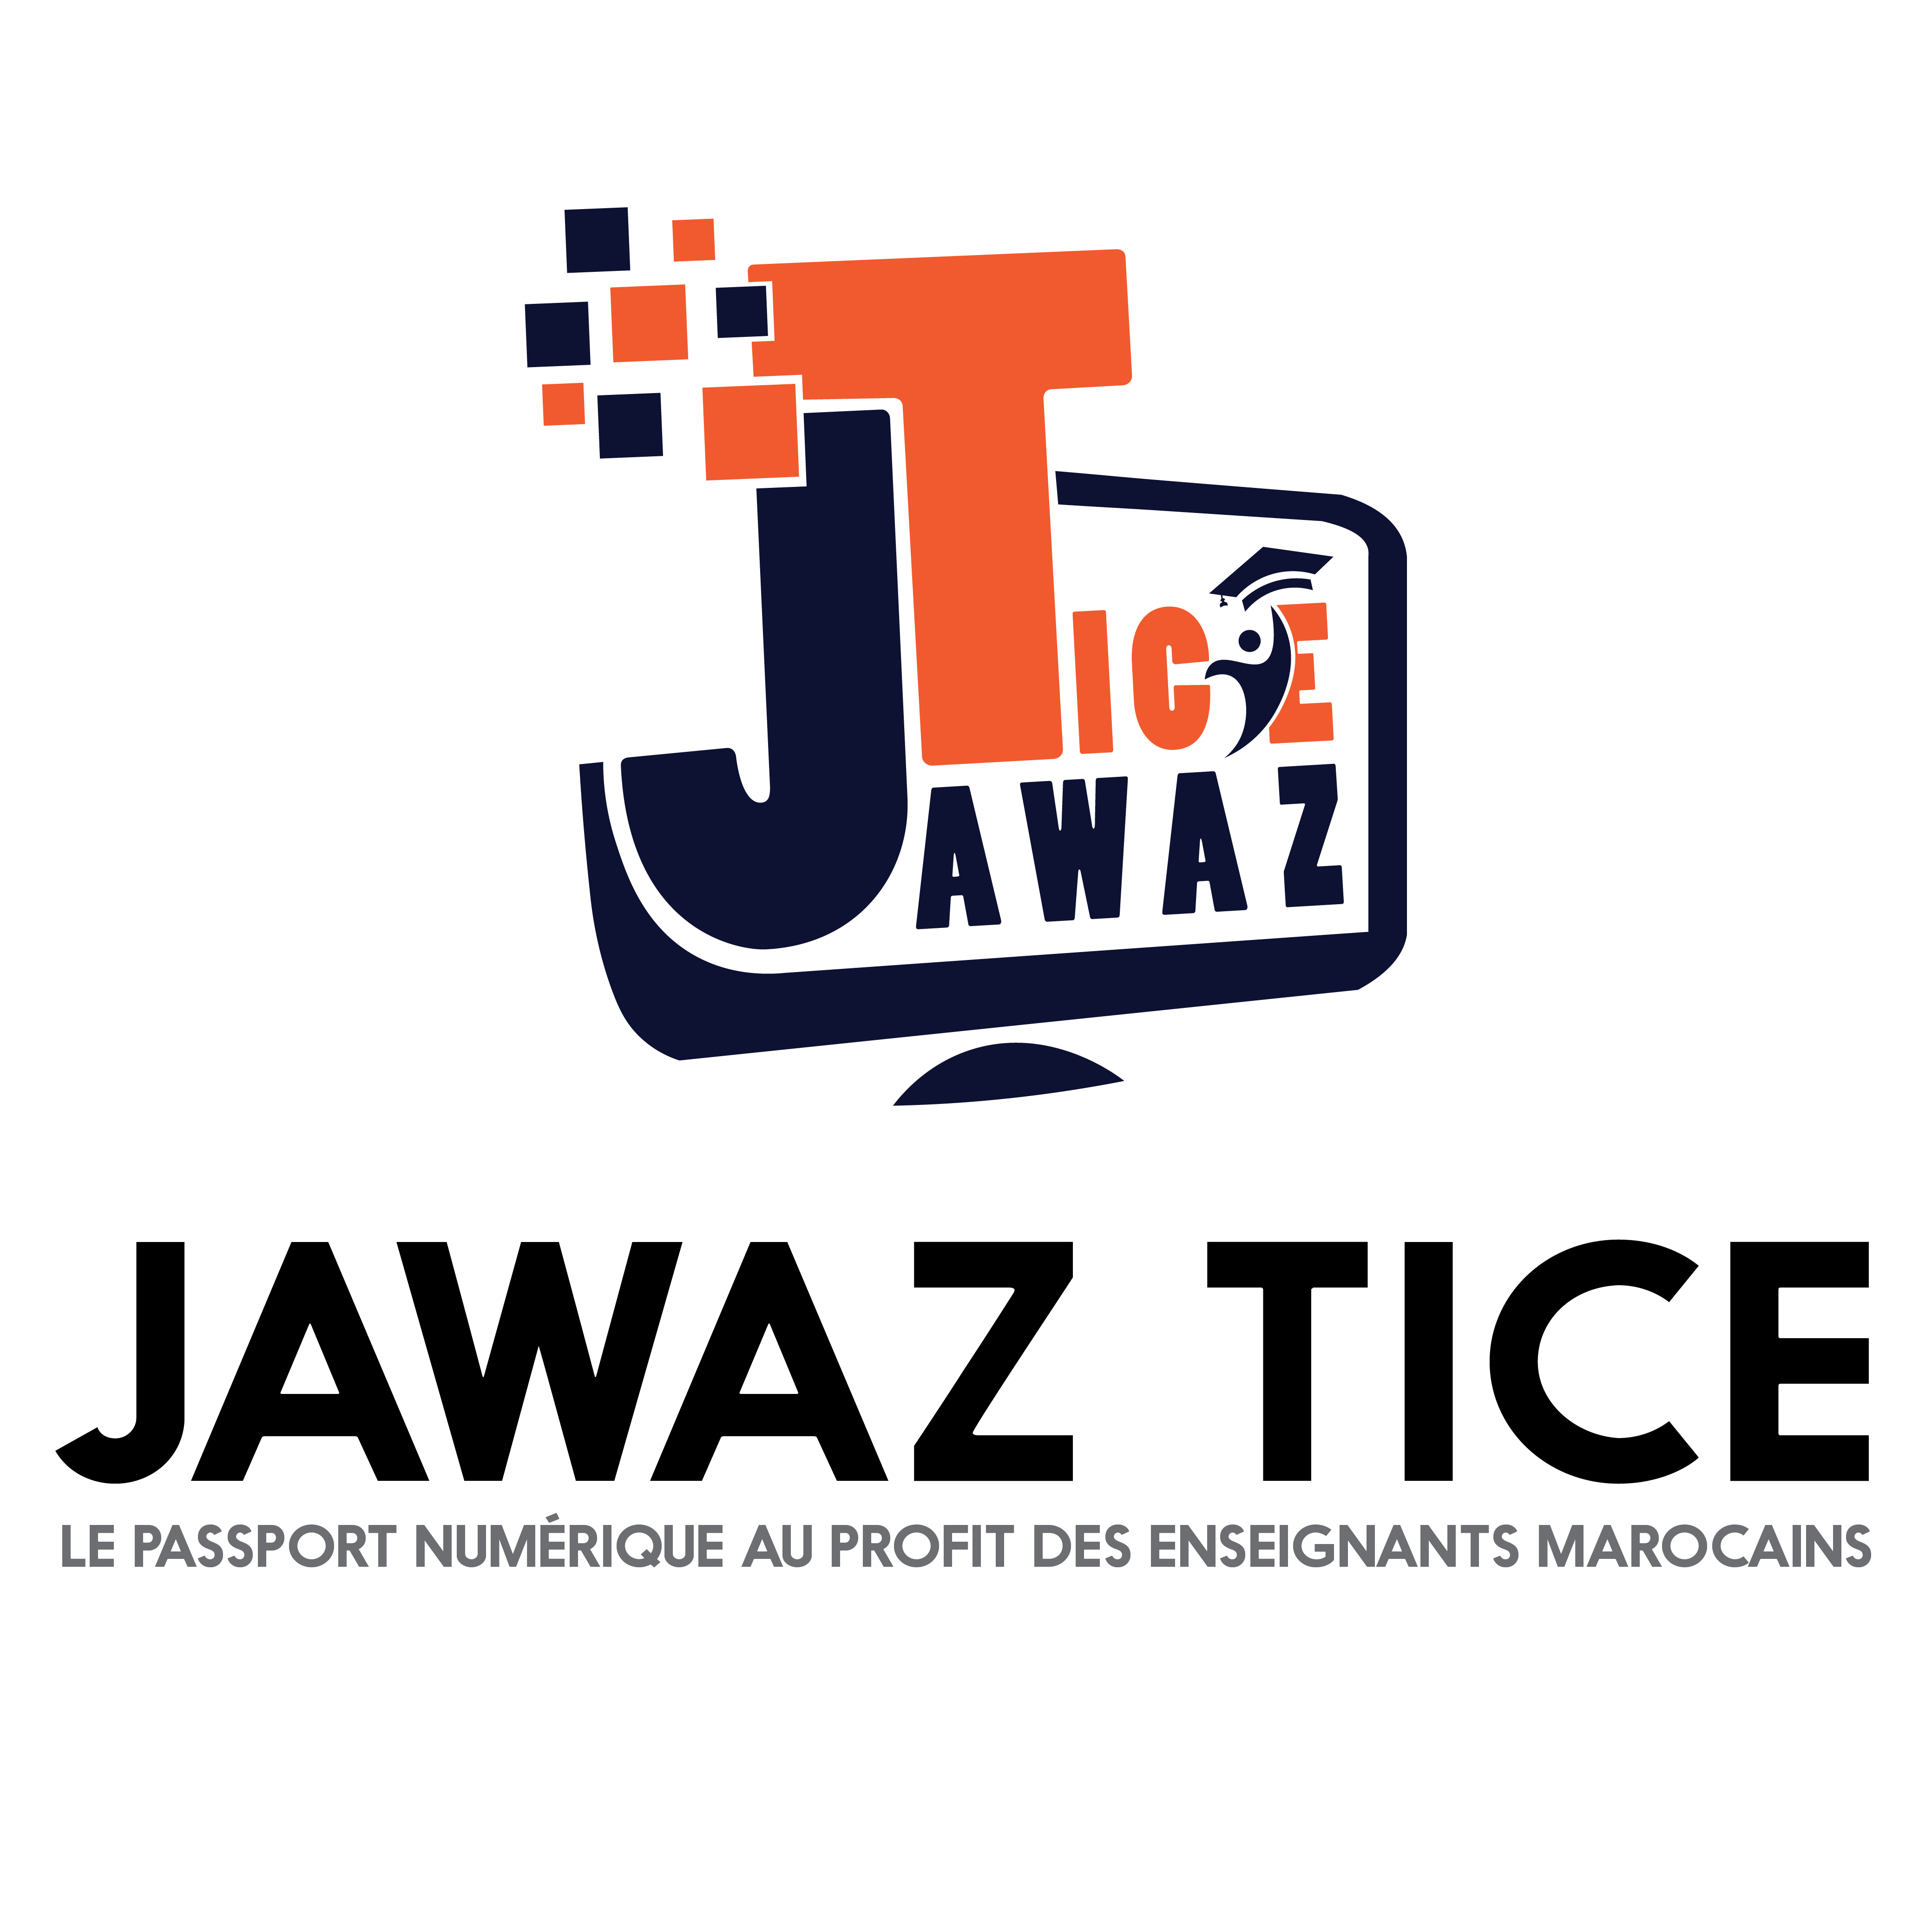 TICE
JAWAZ
JAWAZ TICE
LE PASSPORT NUMÉRIQUE AU PROFIT DES ENSEIGNANTS MAROCAINS